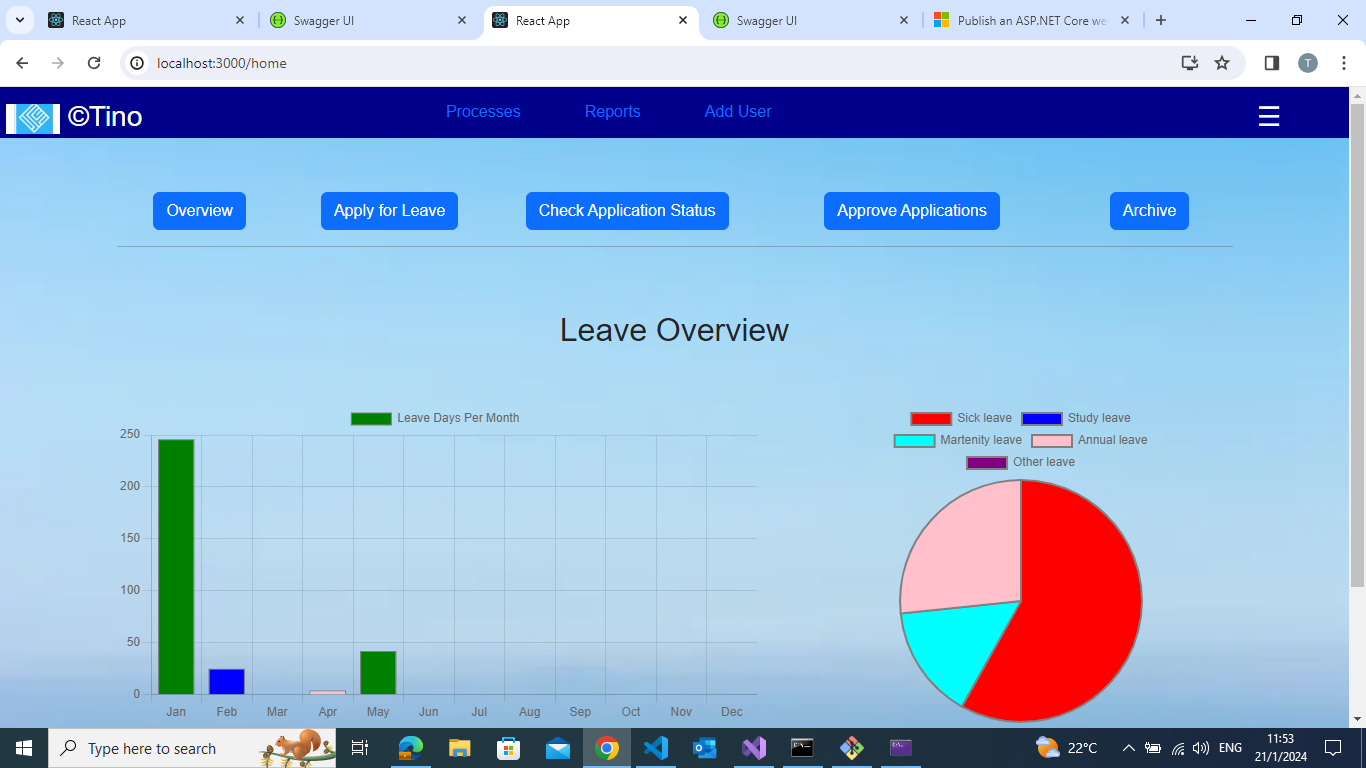 React App
Swagger UI
React App
Swagger UI
Publish an ASP.NET Core we
localhost:3000/home
T
©Tino
Processes
Reports
Add User
Overview
Apply for Leave
Check Application Status
Approve Applications
Archive
Leave Overview
Leave Days Per Month
250
200
150
100
50
0
Jan Feb Mar Apr May Jun Jul Aug Sep Oct Nov Dec
Sick leave Study leave
Martenity leave Annual leave
Other leave
Type here to search
22°C
ENG
11:53
21/1/2024